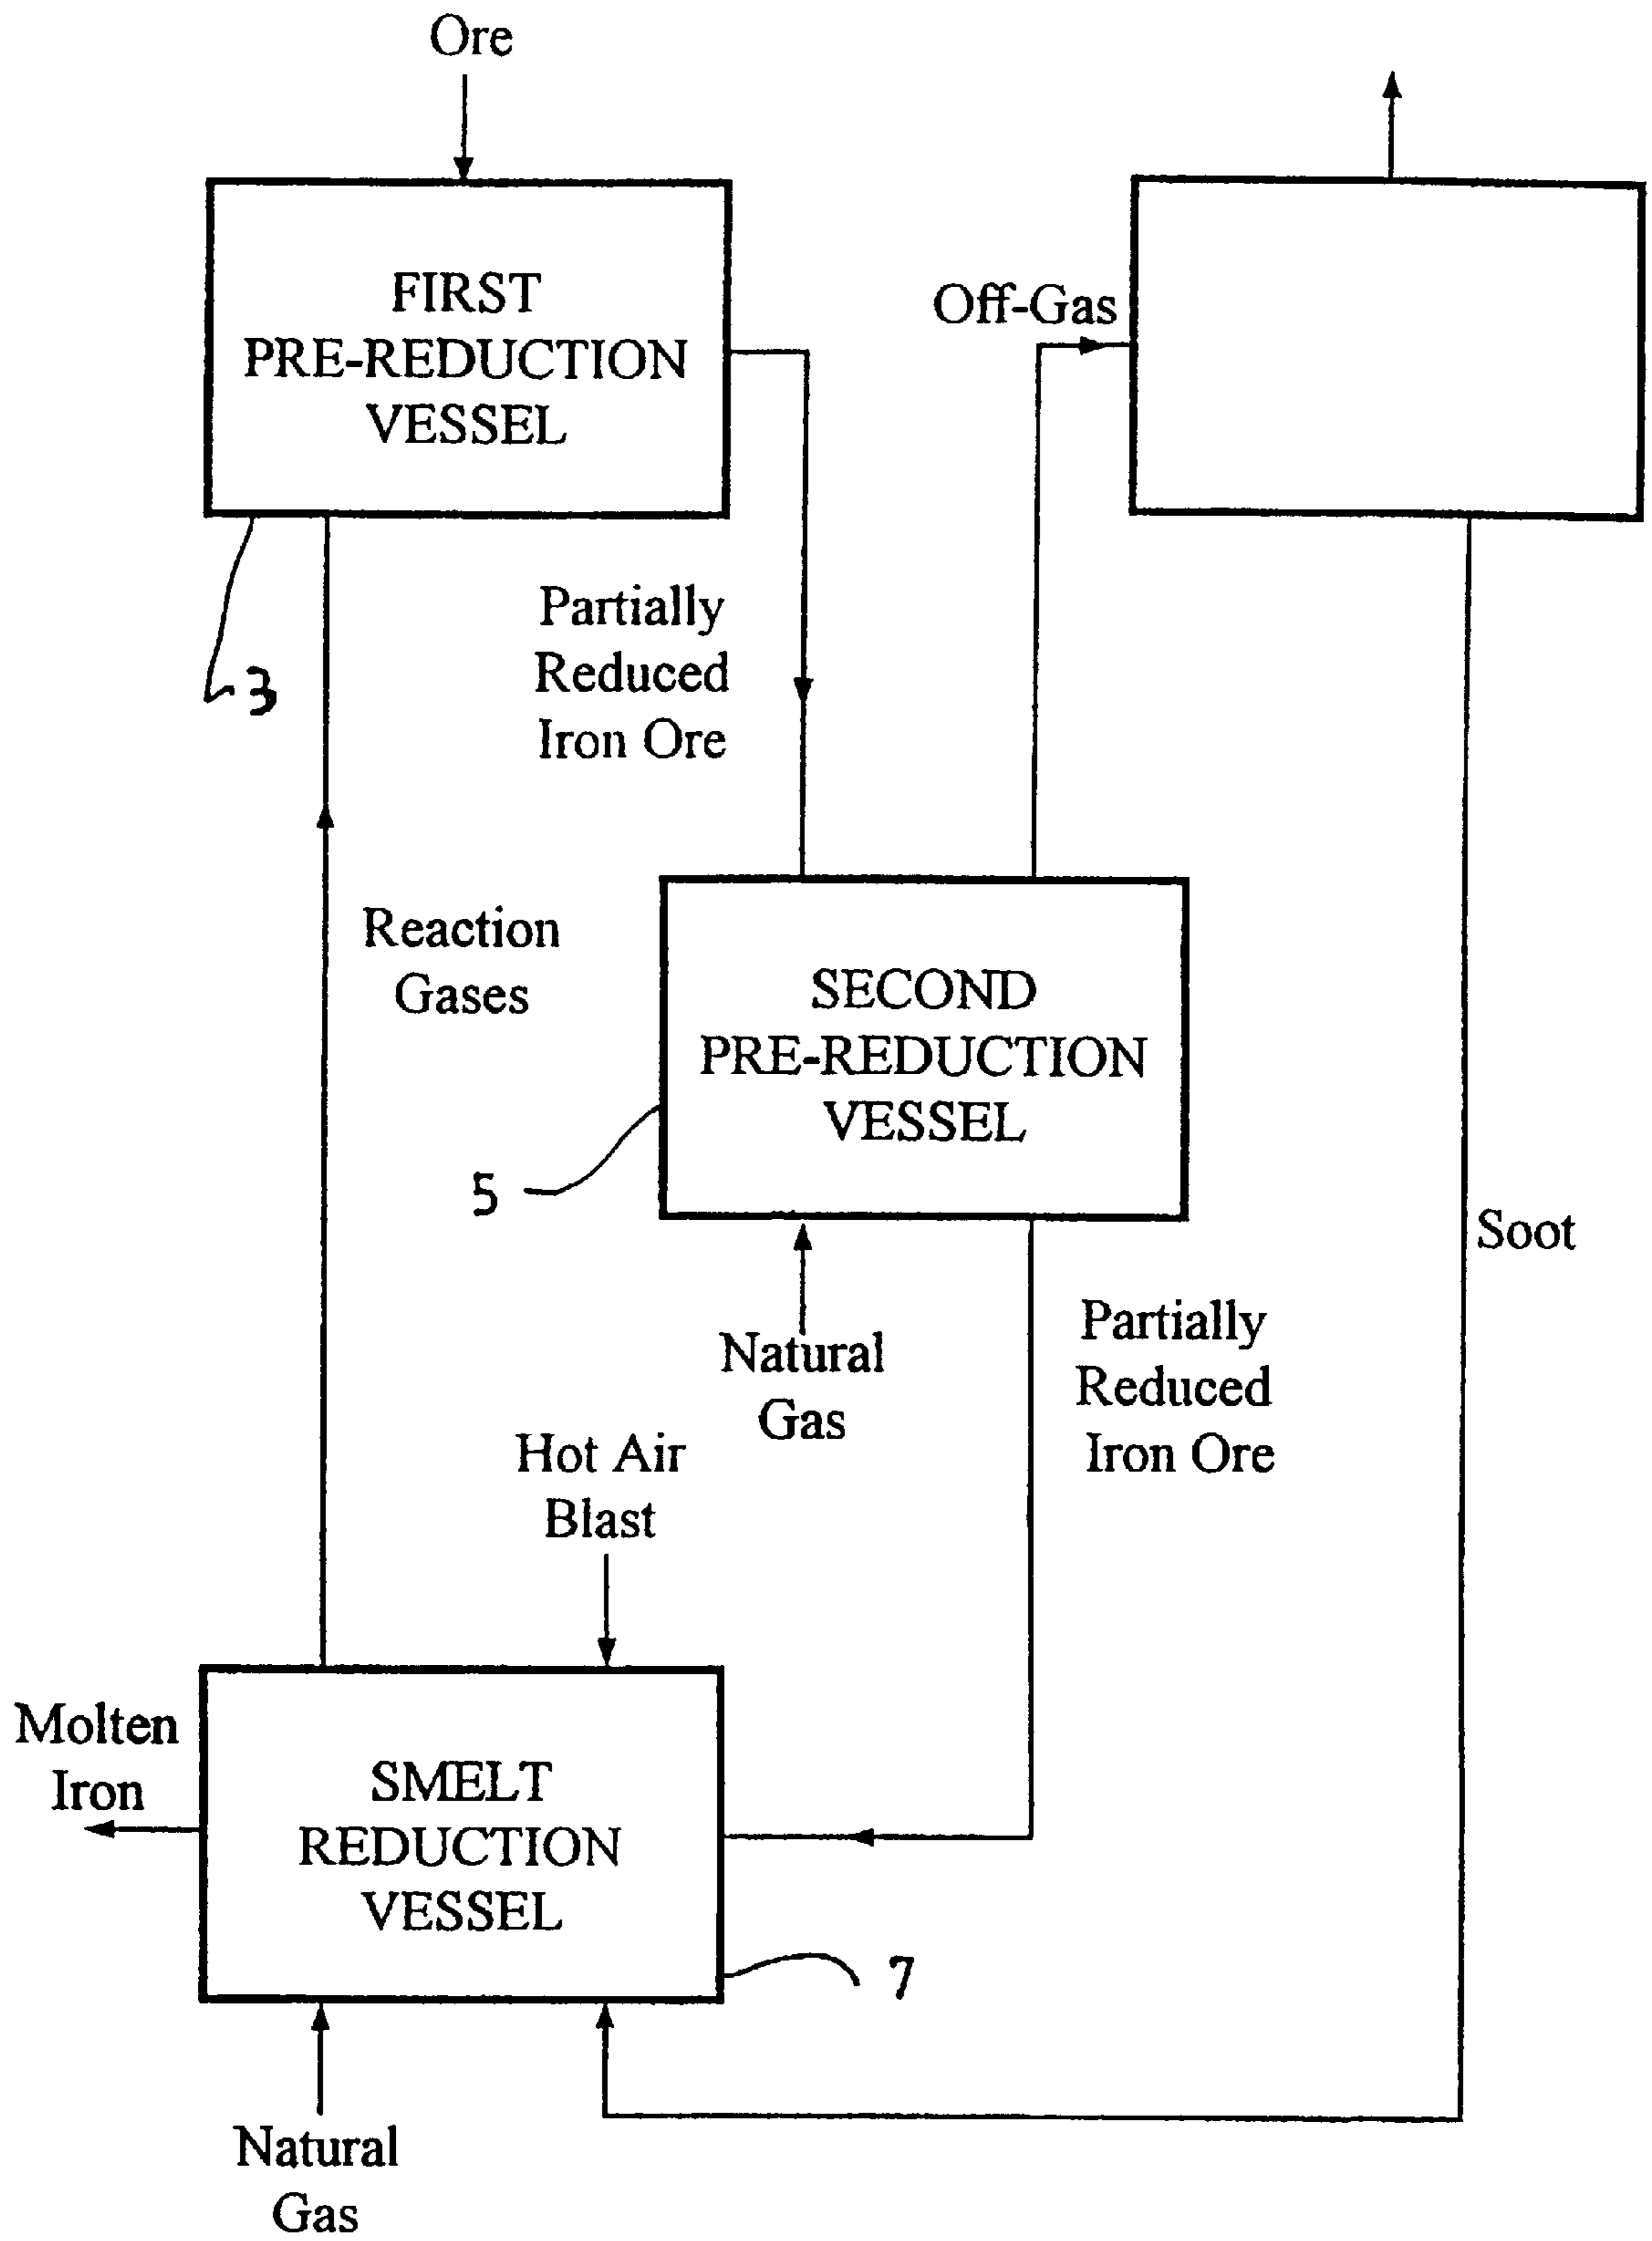 Ore
FIRST
PRE-REDUCTION
VESSEL
Off-Gas
3
Partially
Reduced
Iron Ore
Reaction
Gases
SECOND
PRE-REDUCTION
VESSEL
5
Soot
Natural
Gas
Partially
Reduced
Iron Ore
Hot Air
Blast
Molten
Iron
SMELT
REDUCTION
VESSEL
7
Natural
Gas